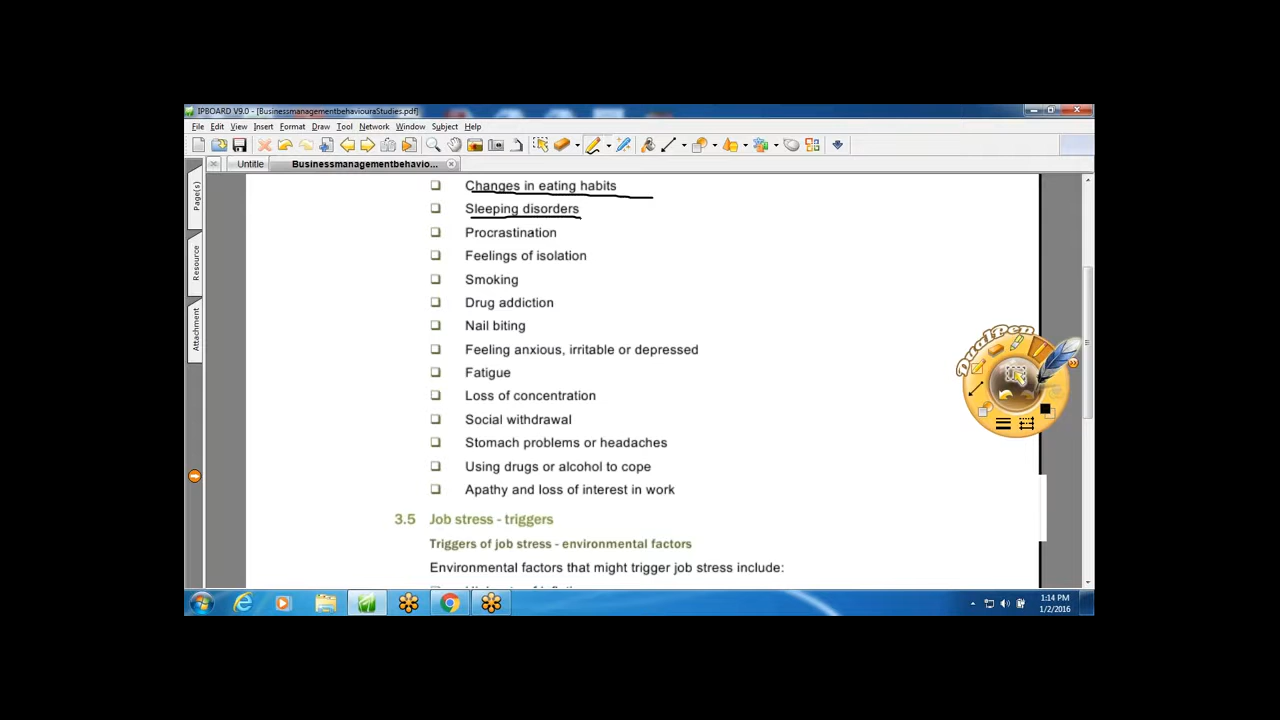 IPBOARD V9.0 - [BusinessmanagementbehaviouraStudies.pdf]
File Edit View Insert Format Draw Tool Network Window Subject Help
Untitle Businessmanagementbehavio...
Page(s)
Resource
Attachment
Changes in eating habits
Sleeping disorders
Procrastination
Feelings of isolation
Smoking
Drug addiction
Nail biting
Feeling anxious, irritable or depressed
Fatigue
Loss of concentration
Social withdrawal
Stomach problems or headaches
Using drugs or alcohol to cope
Apathy and loss of interest in work
3.5 Job stress - triggers
Triggers of job stress - environmental factors
Environmental factors that might trigger job stress include:
DualPen
1:14 PM
1/2/2016